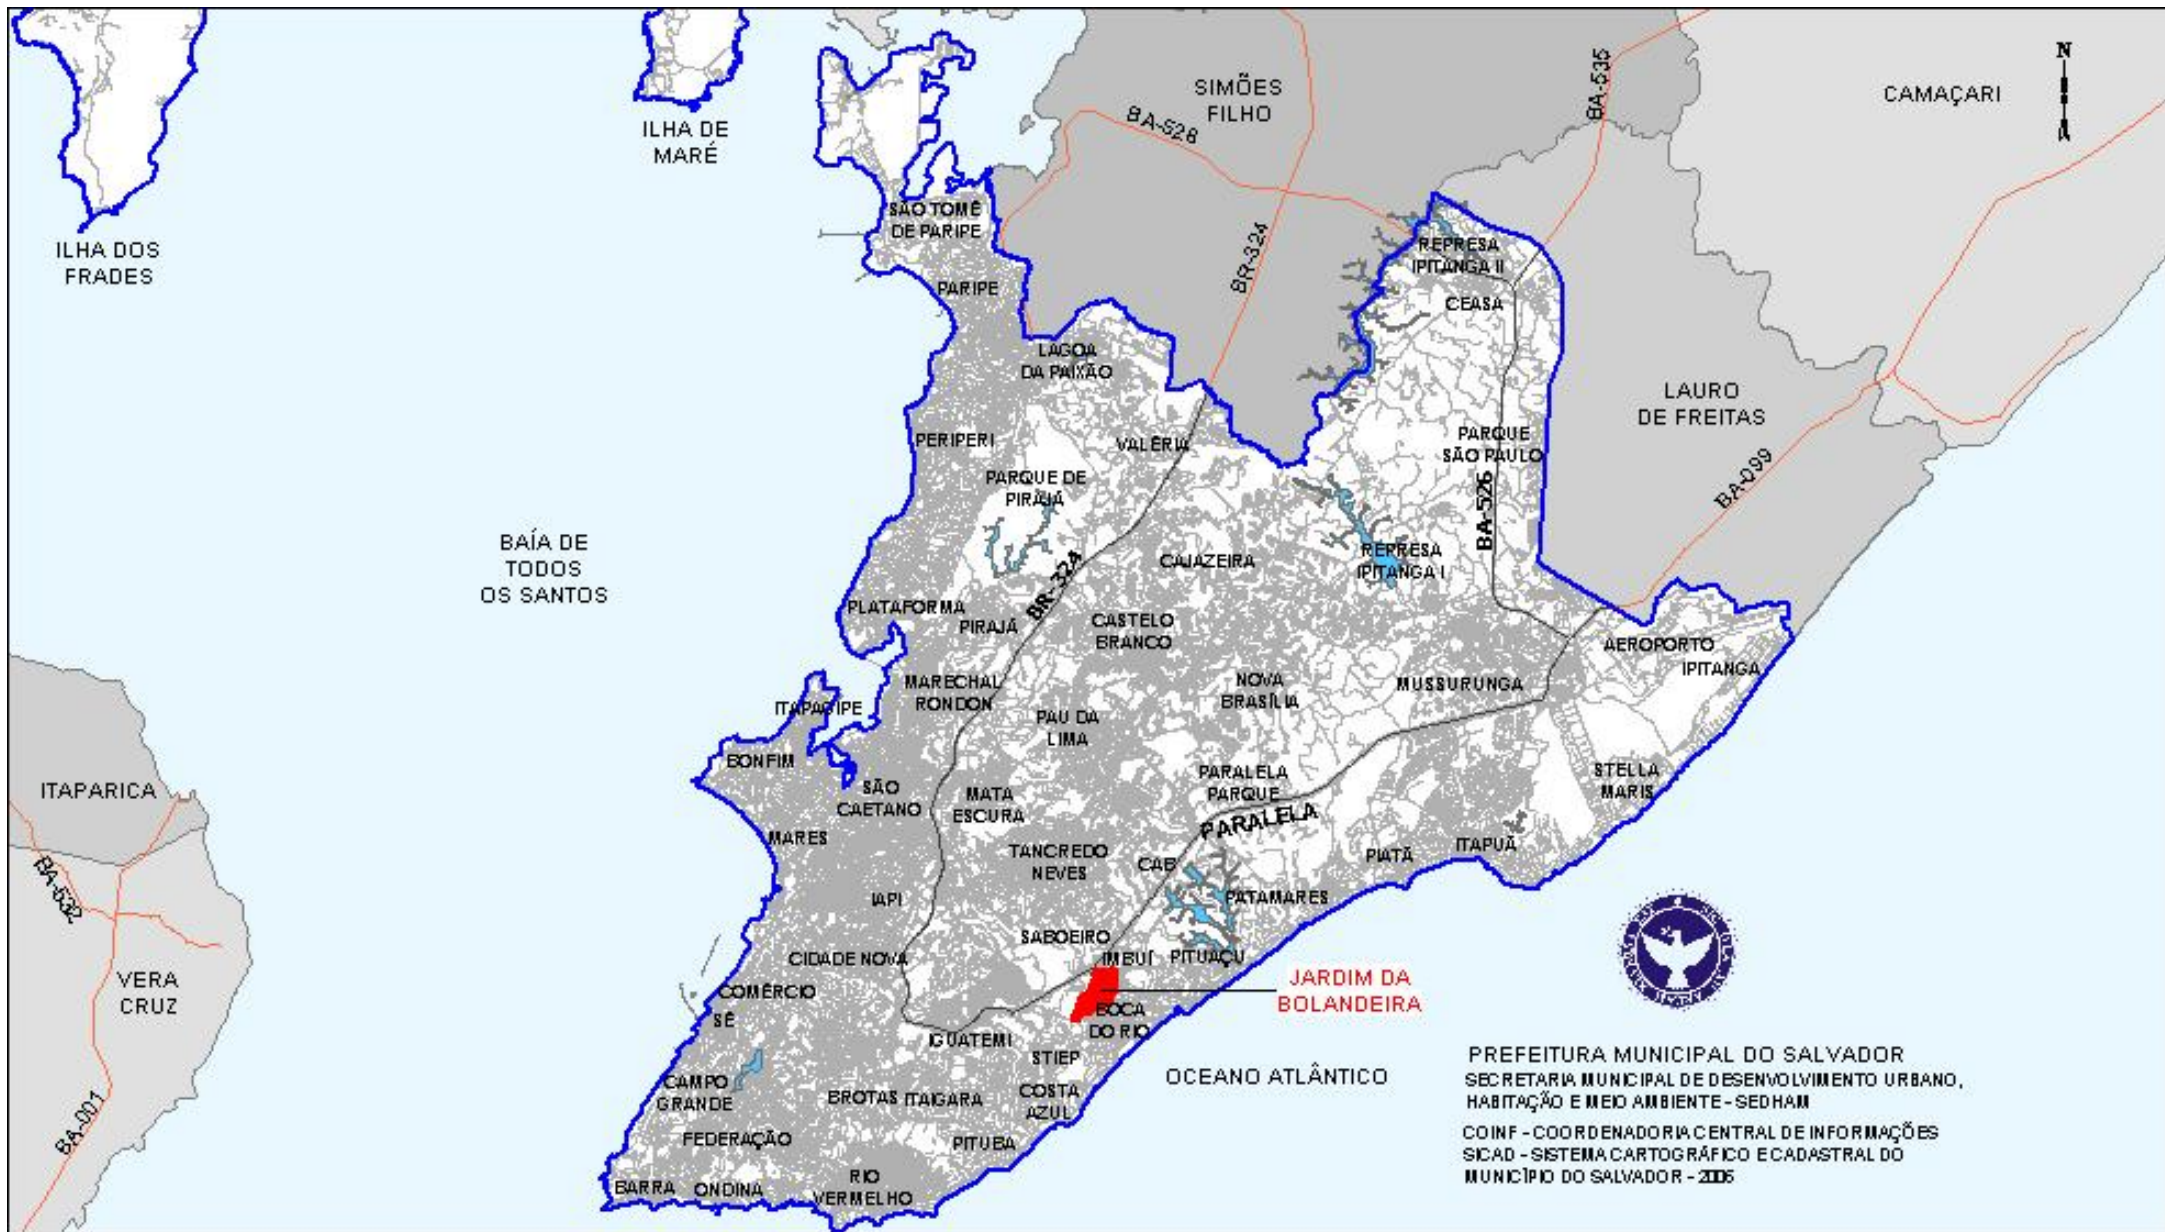 N
SIMÕES
FILHO
CAMAÇARI
BA-535
BA-528
BR-324
ILHA DE
MARÉ
ILHA DOS
FRADES
SÃO TOMÉ
DE PARIPE
PARIPE
REPRESA
IPITANGA II
CEASA
LAGOA
DA PAIXÃO
LAURO
DE FREITAS
PERIPERI
VALÉRIA
PARQUE
SÃO PAULO
PARQUE DE
PIRAJÁ
BA-526
BA-099
BAÍA DE
TODOS
OS SANTOS
CAJAZEIRA
REPRESA
IPITANGA I
BR-324
PLATAFORMA
PIRAJÁ
CASTELO
BRANCO
AEROPORTO
IPITANGA
MARECHAL
RONDON
NOVA
BRASÍLIA
MUSSURUNGA
ITAPAGIPE
PAU DA
LIMA
BONFIM
SÃO
CAETANO
MATA
ESCURA
PARALELA
PARQUE
PARALELA
STELLA
MARIS
ITAPARICA
MARES
TANCREDO
NEVES
CAB
PIATÃ
ITAPUÃ
BA-532
IAPI
PATAMARES
SABOEIRO
IMBUÍ
PITUAÇU
CIDADE NOVA
VERA
CRUZ
COMÉRCIO
SÉ
JARDIM DA
BOLANDEIRA
BOCA
DO RIO
IGUATEMI
STIEP
OCEANO ATLÂNTICO
CAMPO
GRANDE
BROTAS
ITAIGARA
COSTA
AZUL
BA-001
FEDERAÇÃO
PITUBA
BARRA
ONDINA
RIO
VERMELHO
PREFEITURA MUNICIPAL DO SALVADOR
SECRETARIA MUNICIPAL DE DESENVOLVIMENTO URBANO,
HABITAÇÃO E MEIO AMBIENTE - SEDHAM
COINF - COORDENADORIA CENTRAL DE INFORMAÇÕES
SICAD - SISTEMA CARTOGRÁFICO E CADASTRAL DO
MUNICÍPIO DO SALVADOR - 2006